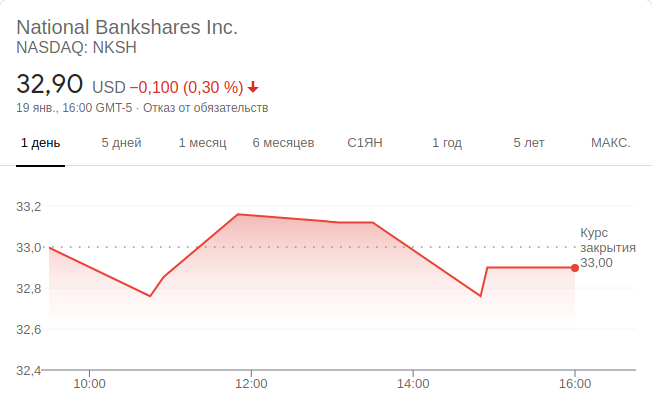 National Bankshares Inc.
NASDAQ: NKSH
32,90 USD −0,100 (0,30 %)
19 янв., 16:00 GMT-5 · Отказ от обязательств
1 день 5 дней 1 месяц 6 месяцев С1ЯН 1 год 5 лет МАКС.
33,2
33,0
32,8
32,6
32,4
Курс
закрытия
33,00
10:00 12:00 14:00 16:00